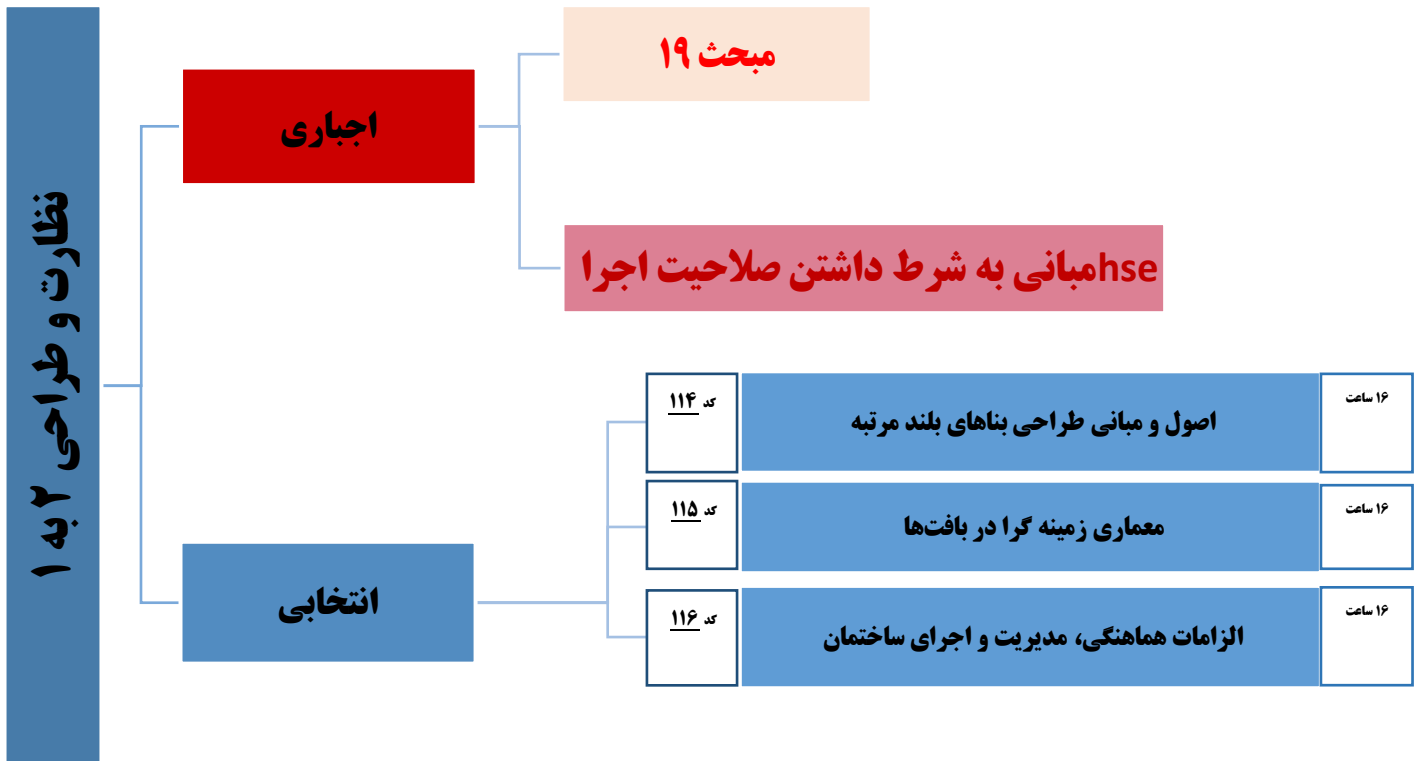 نظارت و طراحی ۲ به ۱
اجباری
مبحث ۱۹
hseمبانی به شرط داشتن صلاحیت اجرا
انتخابی
۱۶ ساعت
اصول و مبانی طراحی بناهای بلند مرتبه
کد ۱۱۴
۱۶ ساعت
معماری زمینه گرا در بافت‌ها
کد ۱۱۵
۱۶ ساعت
الزامات هماهنگی، مدیریت و اجرای ساختمان
کد ۱۱۶